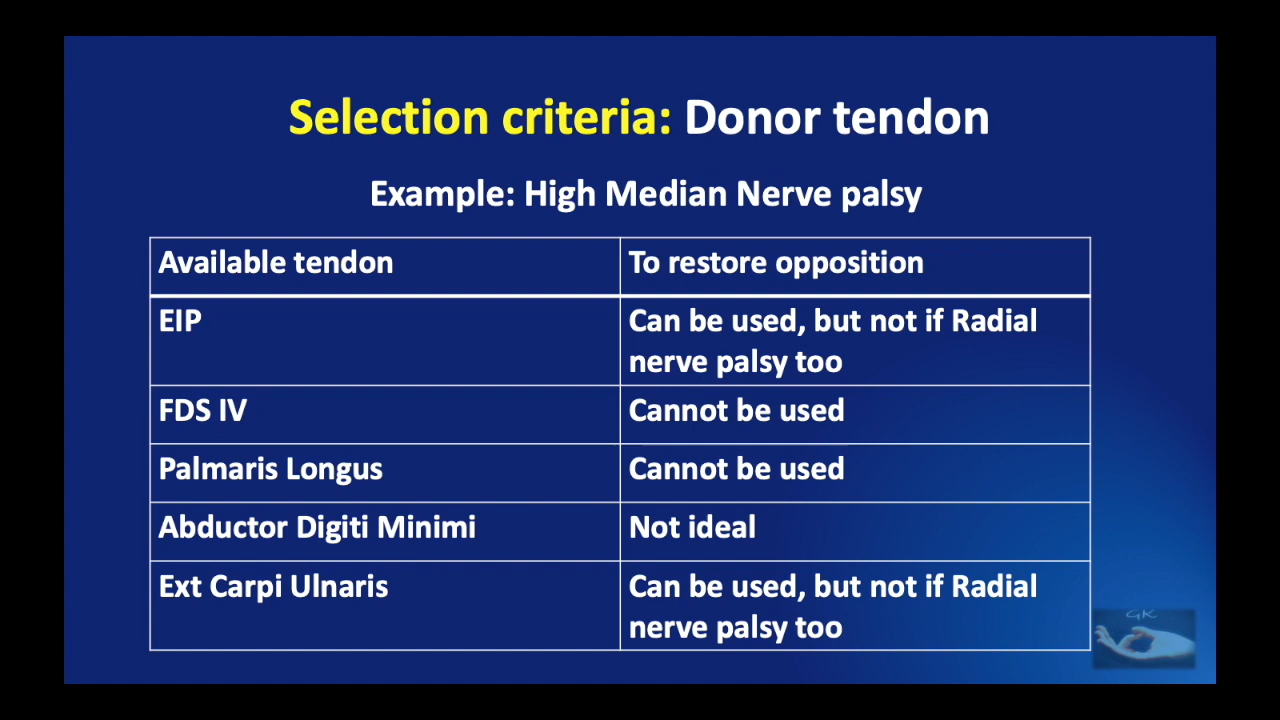 Selection criteria: Donor tendon
Example: High Median Nerve palsy
Available tendon
To restore opposition
EIP
Can be used, but not if Radial
nerve palsy too
FDS IV
Cannot be used
Palmaris Longus
Cannot be used
Abductor Digiti Minimi
Not ideal
Ext Carpi Ulnaris
Can be used, but not if Radial
nerve palsy too
GK